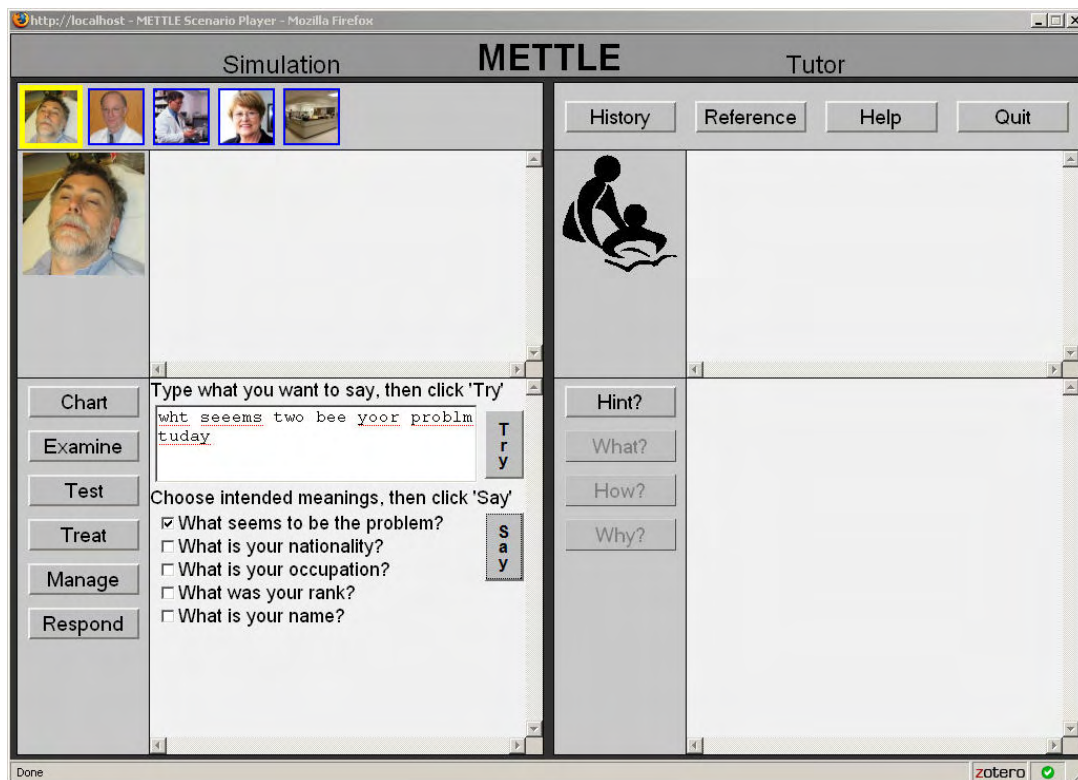 http://localhost - METTLE Scenario Player - Mozilla Firefox
Simulation METTLE Tutor
History Reference Help Quit
Chart
Examine
Test
Treat
Manage
Respond
Type what you want to say, then click 'Try'
wht seeems two bee yoor problm
tuday
Try
Choose intended meanings, then click 'Say'
What seems to be the problem?
What is your nationality?
What is your occupation?
What was your rank?
What is your name?
Say
Hint?
What?
How?
Why?
Done
zotero